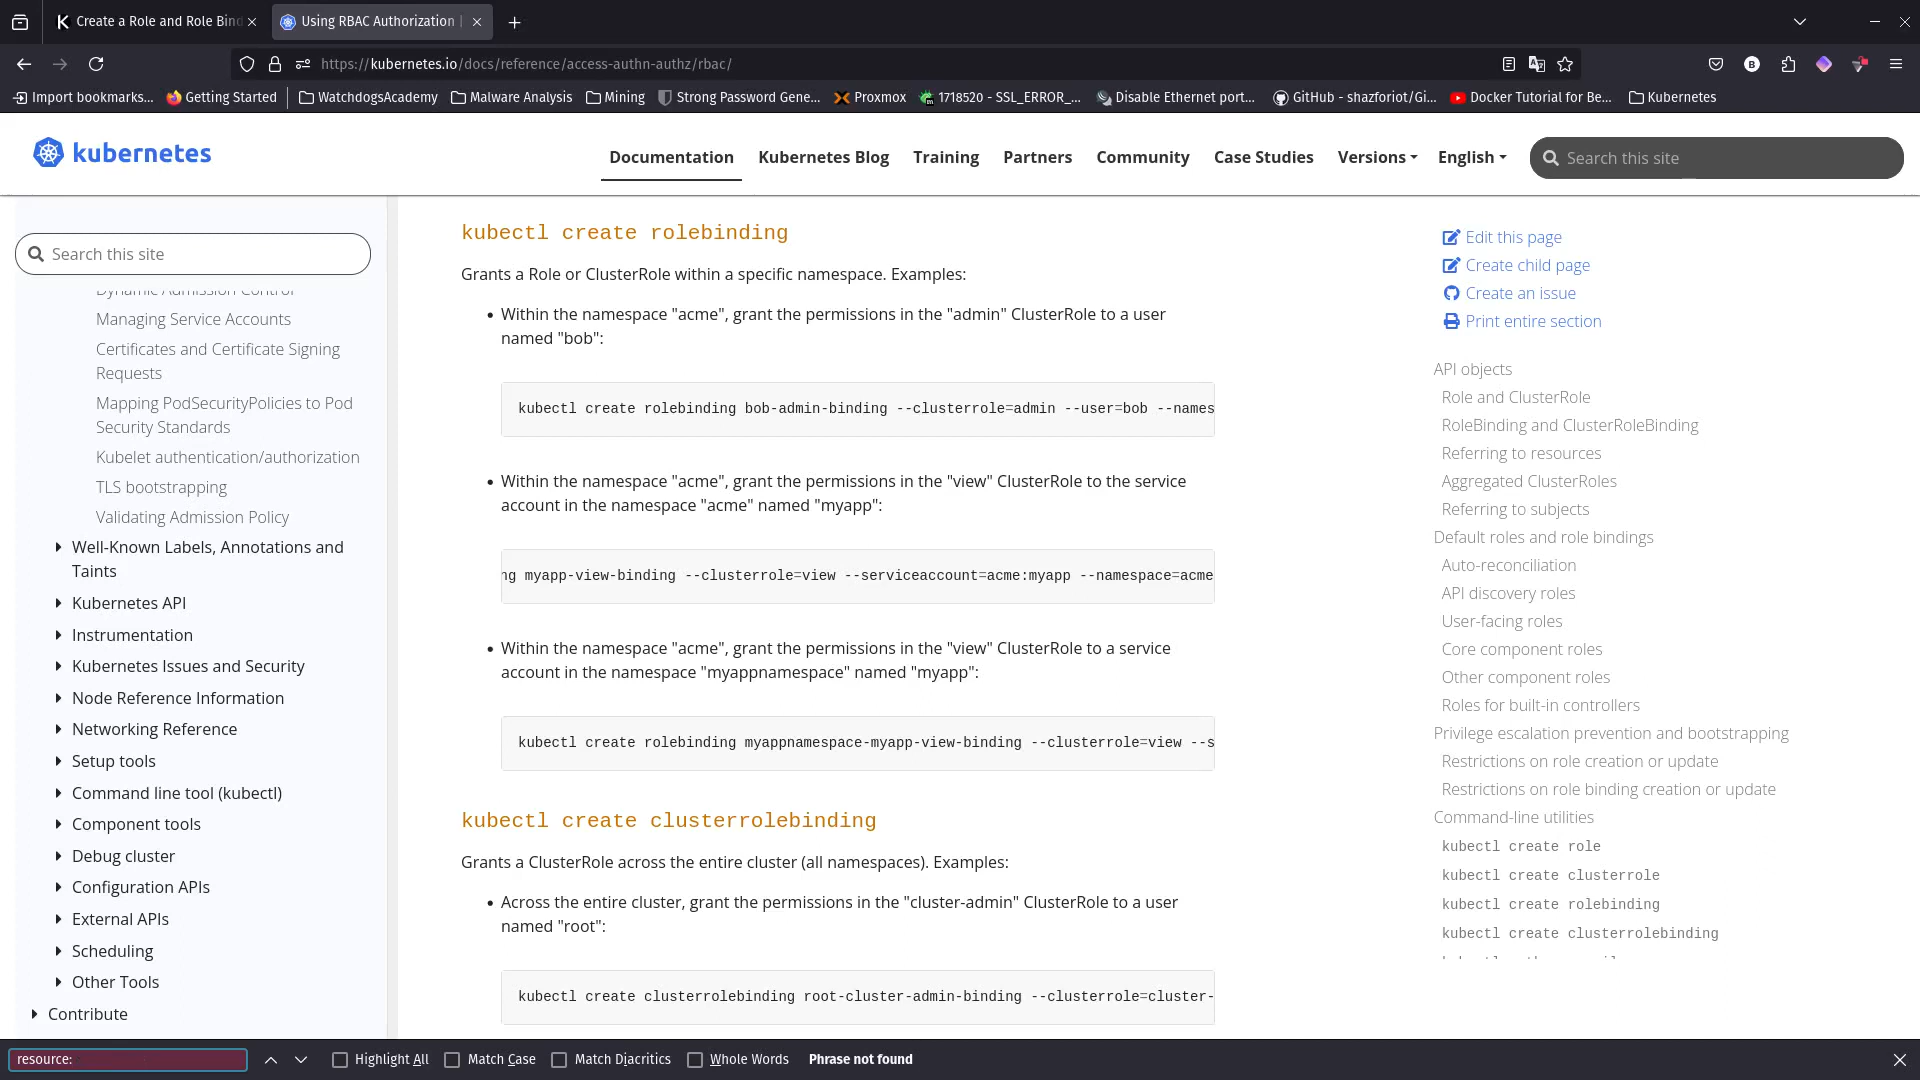 Create a Role and Role Bind
Using RBAC Authorization |
https://kubernetes.io/docs/reference/access-authn-authz/rbac/
Import bookmarks...
Getting Started
WatchdogsAcademy
Malware Analysis
Mining
Strong Password Gene...
Proxmox
1718520 - SSL_ERROR_...
Disable Ethernet port...
GitHub - shazforiot/Gi...
Docker Tutorial for Be...
Kubernetes
kubernetes
Documentation
Kubernetes Blog
Training
Partners
Community
Case Studies
Versions
English
Search this site
Search this site
Dynamic Admission Control
Managing Service Accounts
Certificates and Certificate Signing
Requests
Mapping PodSecurityPolicies to Pod
Security Standards
Kubelet authentication/authorization
TLS bootstrapping
Validating Admission Policy
Well-Known Labels, Annotations and
Taints
Kubernetes API
Instrumentation
Kubernetes Issues and Security
Node Reference Information
Networking Reference
Setup tools
Command line tool (kubectl)
Component tools
Debug cluster
Configuration APIs
External APIs
Scheduling
Other Tools
Contribute
kubectl create rolebinding
Grants a Role or ClusterRole within a specific namespace. Examples:
• Within the namespace "acme", grant the permissions in the "admin" ClusterRole to a user
named "bob":
kubectl create rolebinding bob-admin-binding --clusterrole=admin --user=bob --names
• Within the namespace "acme", grant the permissions in the "view" ClusterRole to the service
account in the namespace "acme" named "myapp":
ng myapp-view-binding --clusterrole=view --serviceaccount=acme:myapp --namespace=acme
• Within the namespace "acme", grant the permissions in the "view" ClusterRole to a service
account in the namespace "myappnamespace" named "myapp":
kubectl create rolebinding myappnamespace-myapp-view-binding --clusterrole=view --s
kubectl create clusterrolebinding
Grants a ClusterRole across the entire cluster (all namespaces). Examples:
• Across the entire cluster, grant the permissions in the "cluster-admin" ClusterRole to a user
named "root":
kubectl create clusterrolebinding root-cluster-admin-binding --clusterrole=cluster-
Edit this page
Create child page
Create an issue
Print entire section
API objects
Role and ClusterRole
RoleBinding and ClusterRoleBinding
Referring to resources
Aggregated ClusterRoles
Referring to subjects
Default roles and role bindings
Auto-reconciliation
API discovery roles
User-facing roles
Core component roles
Other component roles
Roles for built-in controllers
Privilege escalation prevention and bootstrapping
Restrictions on role creation or update
Restrictions on role binding creation or update
Command-line utilities
kubectl create role
kubectl create clusterrole
kubectl create rolebinding
kubectl create clusterrolebinding
resource:
Highlight All
Match Case
Match Diacritics
Whole Words
Phrase not found